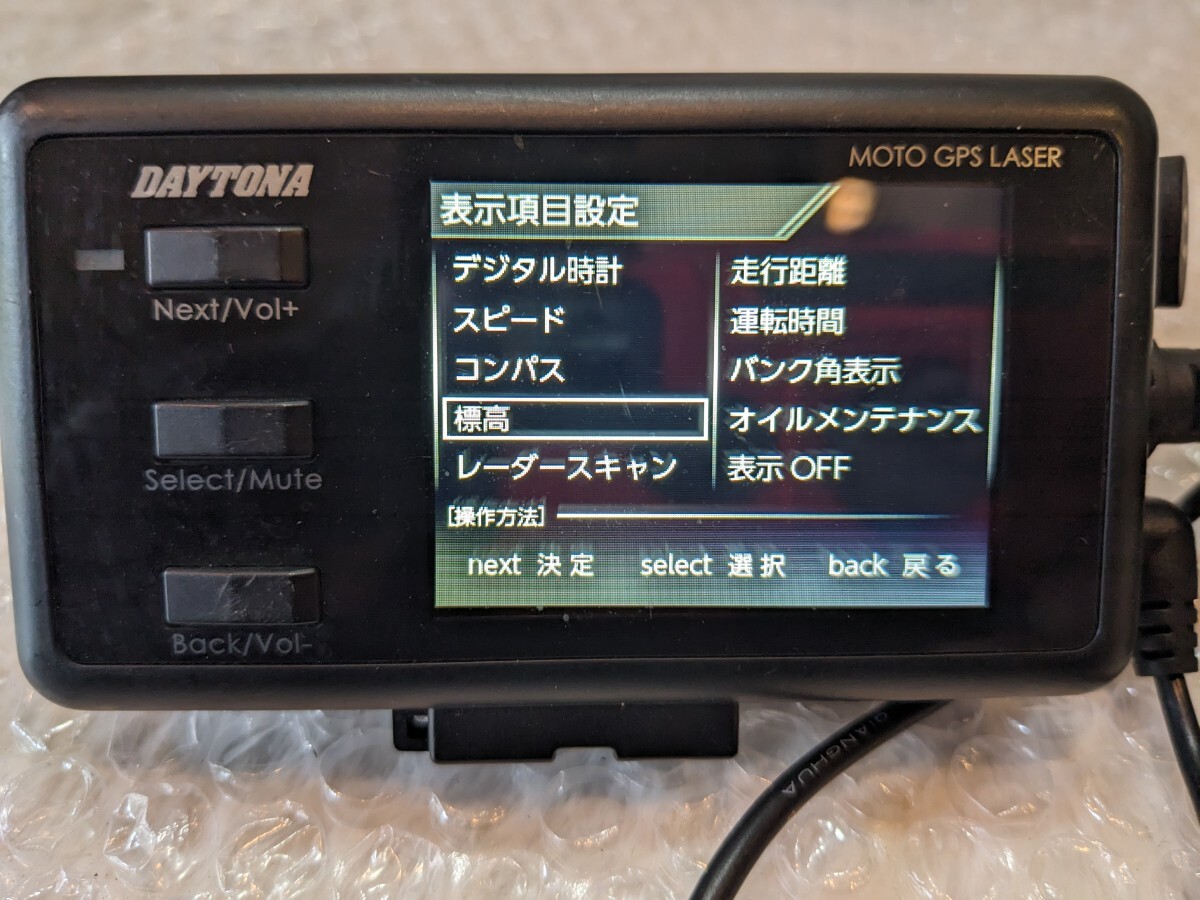 DAYTONA
MOTO GPS LASER
Next/Vol+
Select/Mute
Back/Vol-
表示項目設定
デジタル時計
スピード
コンパス
標高
レーダースキャン
走行距離
運転時間
バンク角表示
オイルメンテナンス
表示OFF
[操作方法]
next 決定 select 選択 back 戻る
QIANGHUA